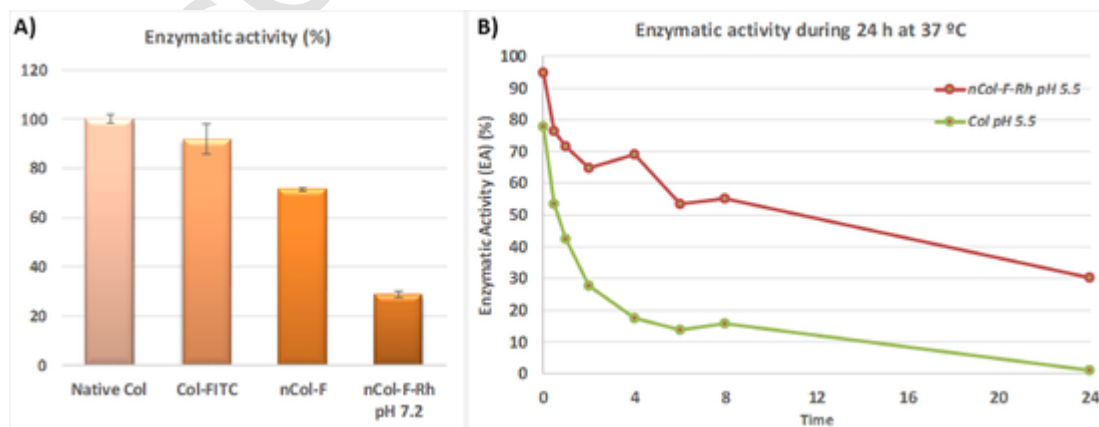 A)
Enzymatic activity (%)
120
100
80
60
40
20
0
Native Col
Col-FITC
nCol-F
nCol-F-Rh
pH 7.2
B)
Enzymatic activity during 24 h at 37 ºC
Enzymatic Activity (EA) (%)
100
90
80
70
60
50
40
30
20
10
0
nCol-F-Rh pH 5.5
Col pH 5.5
0
4
8
12
16
20
24
Time